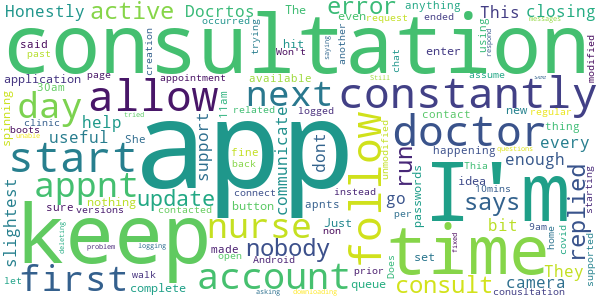 Honestly active Docrtos error The even anything closing
consultation
said occurred trying hit another This
application creation page request enter using modified
past 30am appointment available chat Won't respond messages saying
spinning day allow next constantly
clinic useful help 11am related logged assume Still see
boots She support fine back communicate dont follow run doctor
start app I'm
contact new regular every thing happening enough Thia idea questions
slightest appnt update nurse nobody says replied
nothing button connect instead apnts go passwords bit 10mins starting
sure versions contacted non per set 9am covid home supported
keep time
unmodified camera They
first account consult
deleting problem logging made open Android Just walk complete queue prior Does
let tried asking downloading ended conusltation fixed